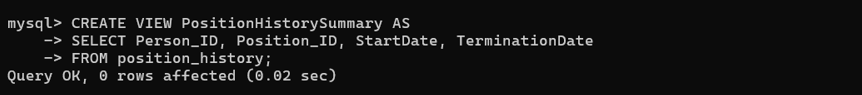 mysql> CREATE VIEW PositionHistorySummary AS
    -> SELECT Person_ID, Position_ID, StartDate, TerminationDate
    -> FROM position_history;
Query OK, 0 rows affected (0.02 sec)